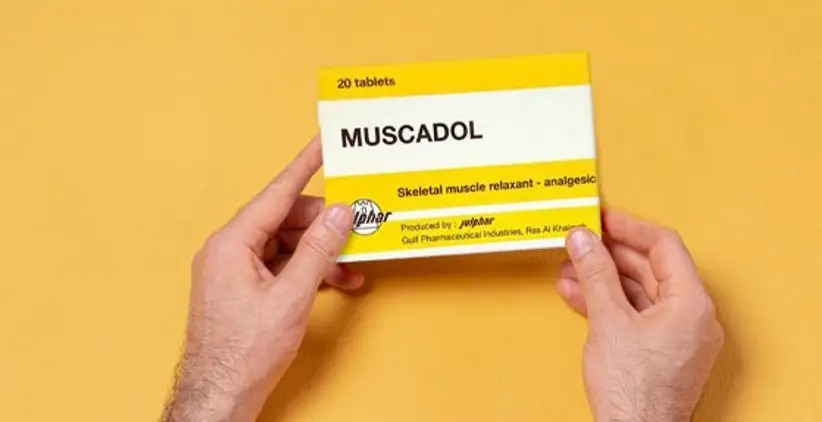 20 tablets
MUSCADOL
Skeletal muscle relaxant - analgesic
Produced by : julphar
Gulf Pharmaceutical Industries, Ras Al